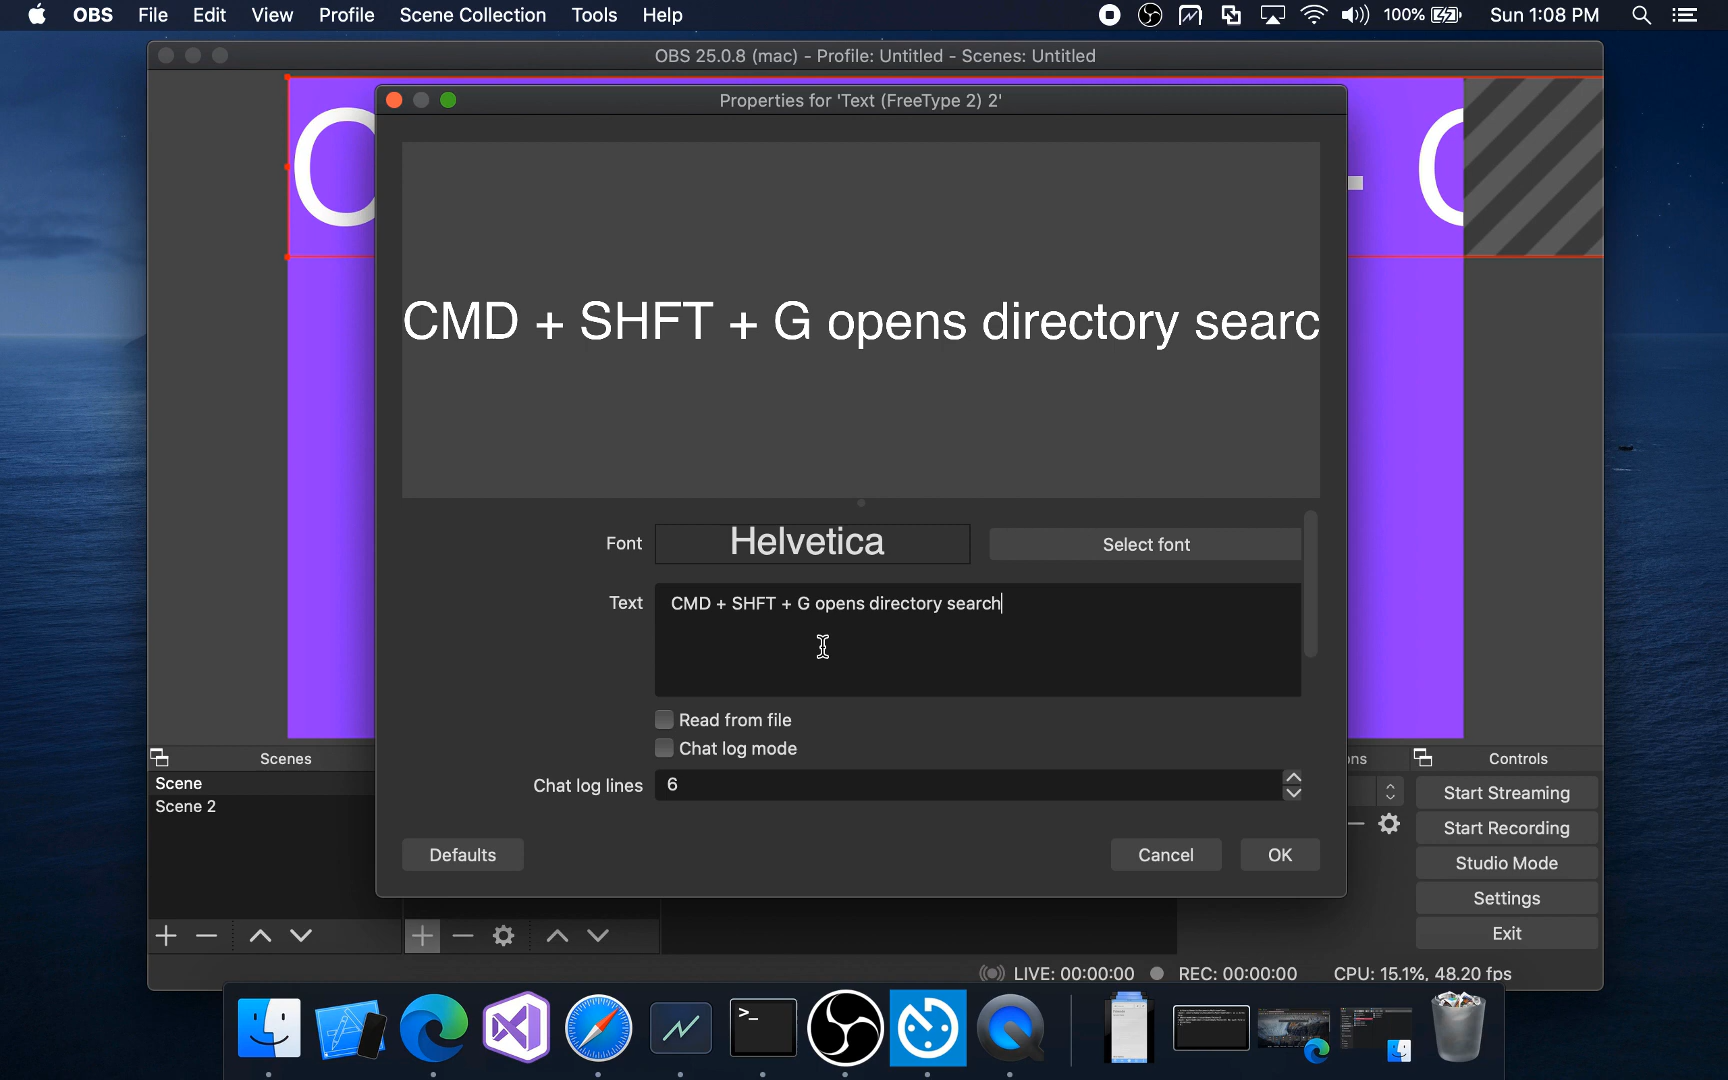 OBS File Edit View Profile Scene Collection Tools Help 100% Sun 1:08 PM
OBS 25.0.8 (mac) - Profile: Untitled - Scenes: Untitled
Properties for 'Text (FreeType 2) 2'
C
- C
CMD + SHFT + G opens directory searc
Font Helvetica Select font
Text CMD + SHFT + G opens directory search
Read from file
Chat log mode
Chat log lines 6
Defaults Cancel OK
Scenes
Scene
Scene 2
ns
Controls
Start Streaming
Start Recording
Studio Mode
Settings
Exit
LIVE: 00:00:00 REC: 00:00:00 CPU: 15.1%, 48.20 fps